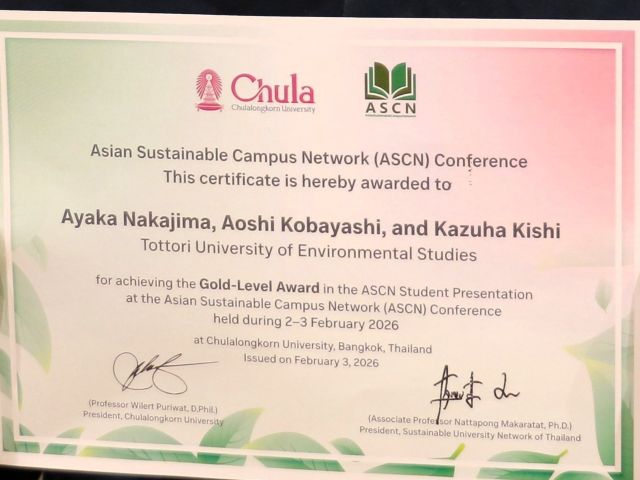 Chula
Chulalongkorn University
ASCN
Asian Sustainable Campus Network (ASCN) Conference
This certificate is hereby awarded to
Ayaka Nakajima, Aoshi Kobayashi, and Kazuha Kishi
Tottori University of Environmental Studies
for achieving the Gold-Level Award in the ASCN Student Presentation
at the Asian Sustainable Campus Network (ASCN) Conference
held during 2–3 February 2026
at Chulalongkorn University, Bangkok, Thailand
Issued on February 3, 2026
(Professor Wilert Puriwat, D.Phil.)
President, Chulalongkorn University
(Associate Professor Nattapong Makaratat, Ph.D.)
President, Sustainable University Network of Thailand